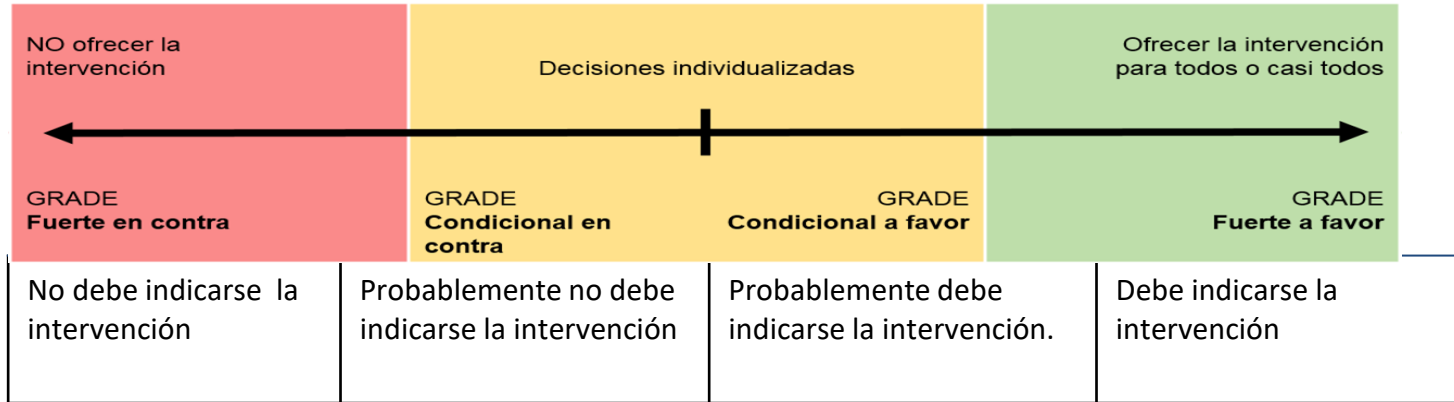 NO ofrecer la
intervención
Decisiones individualizadas
Ofrecer la intervención
para todos o casi todos
GRADE
Fuerte en contra
GRADE
Condicional en
contra
GRADE
Condicional a favor
GRADE
Fuerte a favor
No debe indicarse la
intervención
Probablemente no debe
indicarse la intervención
Probablemente debe
indicarse la intervención.
Debe indicarse la
intervención